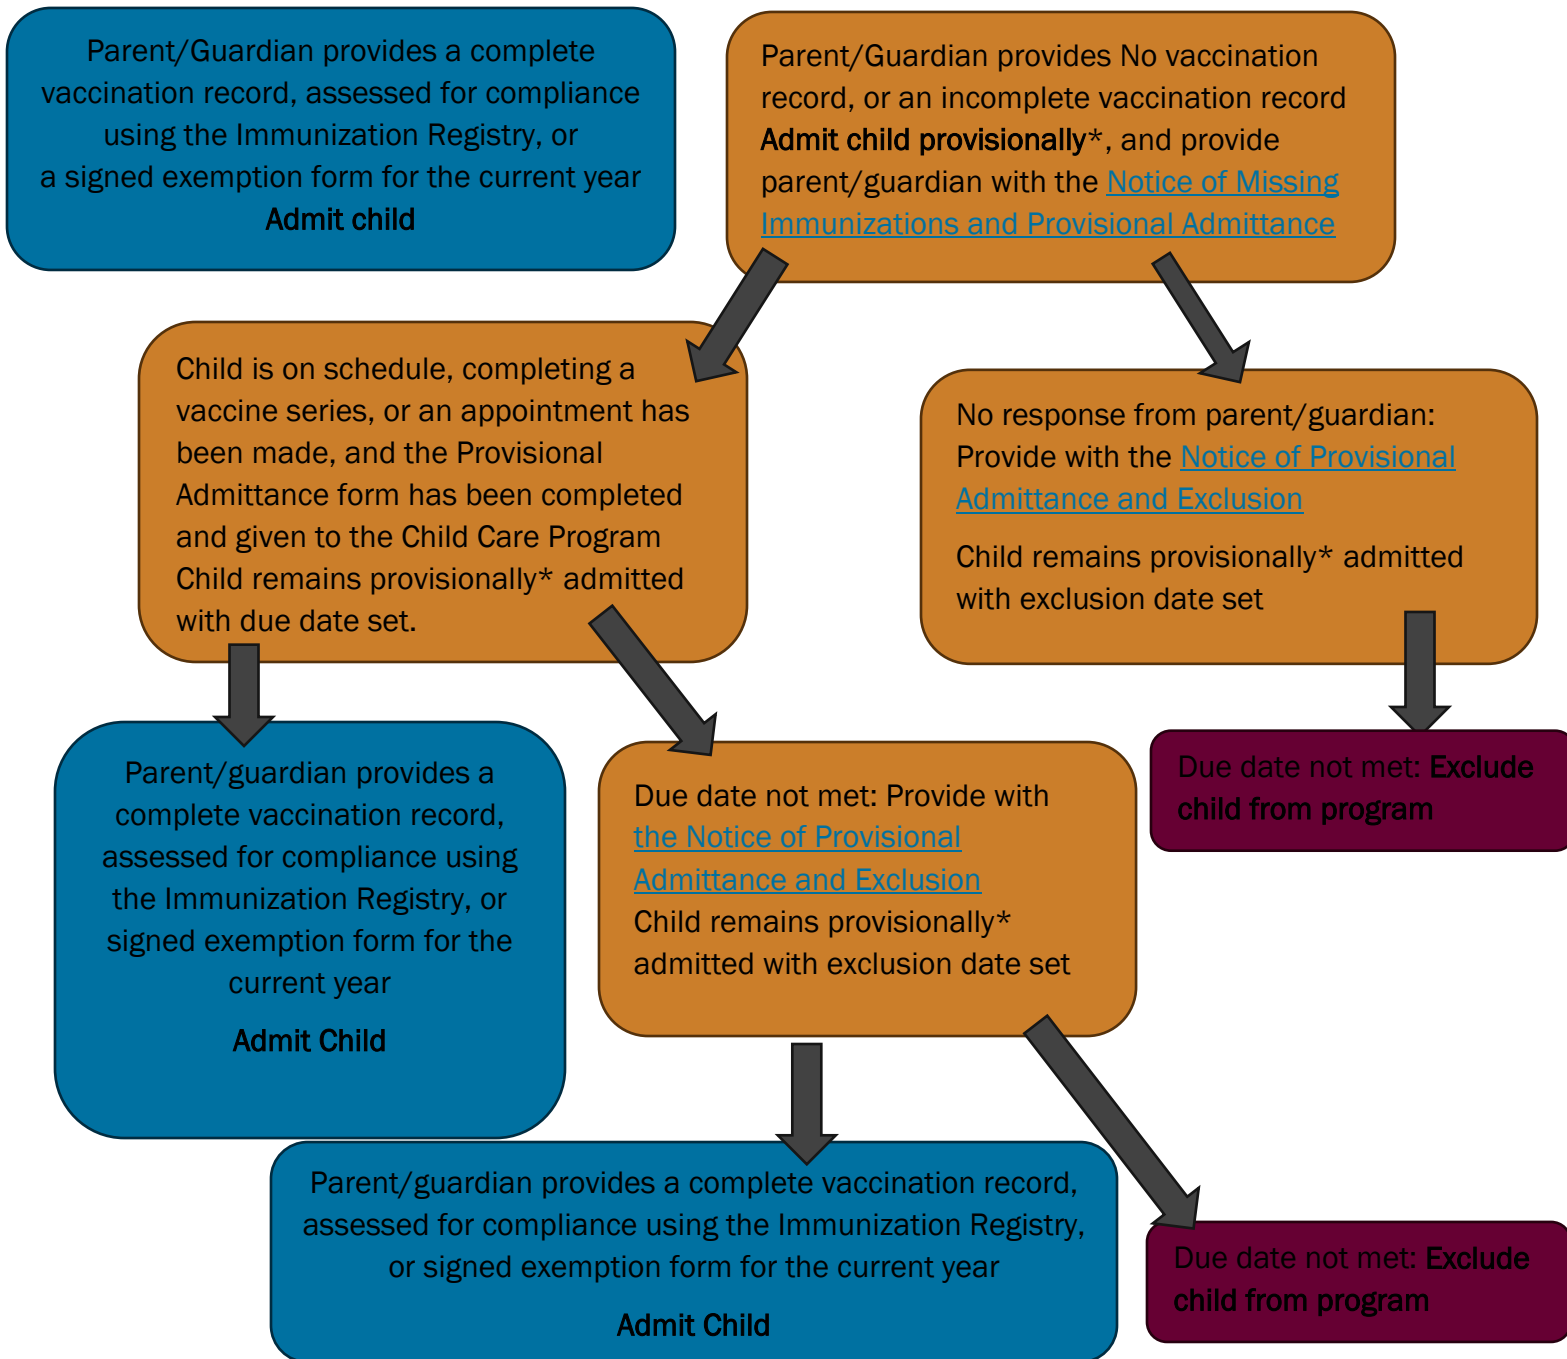 Parent/Guardian provides a complete
vaccination record, assessed for compliance
using the Immunization Registry, or
a signed exemption form for the current year
Admit child
Parent/Guardian provides No vaccination
record, or an incomplete vaccination record
Admit child provisionally*, and provide
parent/guardian with the Notice of Missing
Immunizations and Provisional Admittance
Child is on schedule, completing a
vaccine series, or an appointment has
been made, and the Provisional
Admittance form has been completed
and given to the Child Care Program
Child remains provisionally* admitted
with due date set.
No response from parent/guardian:
Provide with the Notice of Provisional
Admittance and Exclusion
Child remains provisionally* admitted
with exclusion date set
Parent/guardian provides a
complete vaccination record,
assessed for compliance using
the Immunization Registry, or
signed exemption form for the
current year
Admit Child
Due date not met: Provide with
the Notice of Provisional
Admittance and Exclusion
Child remains provisionally*
admitted with exclusion date set
Due date not met: Exclude
child from program
Parent/guardian provides a complete vaccination record,
assessed for compliance using the Immunization Registry,
or signed exemption form for the current year
Admit Child
Due date not met: Exclude
child from program